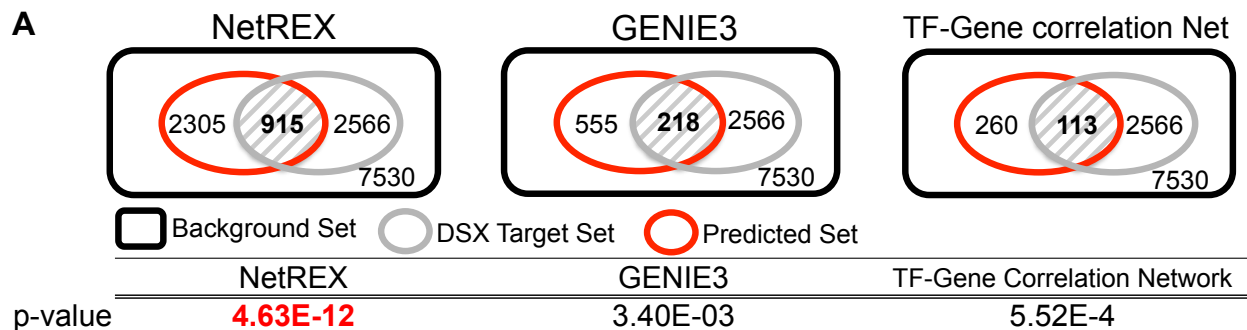 A
NetREX GENIE3 TF-Gene correlation Net
2305 915 2566 555 218 2566 260 113 2566
7530 7530 7530
Background Set DSX Target Set Predicted Set
NetREX GENIE3 TF-Gene Correlation Network
p-value 4.63E-12 3.40E-03 5.52E-4